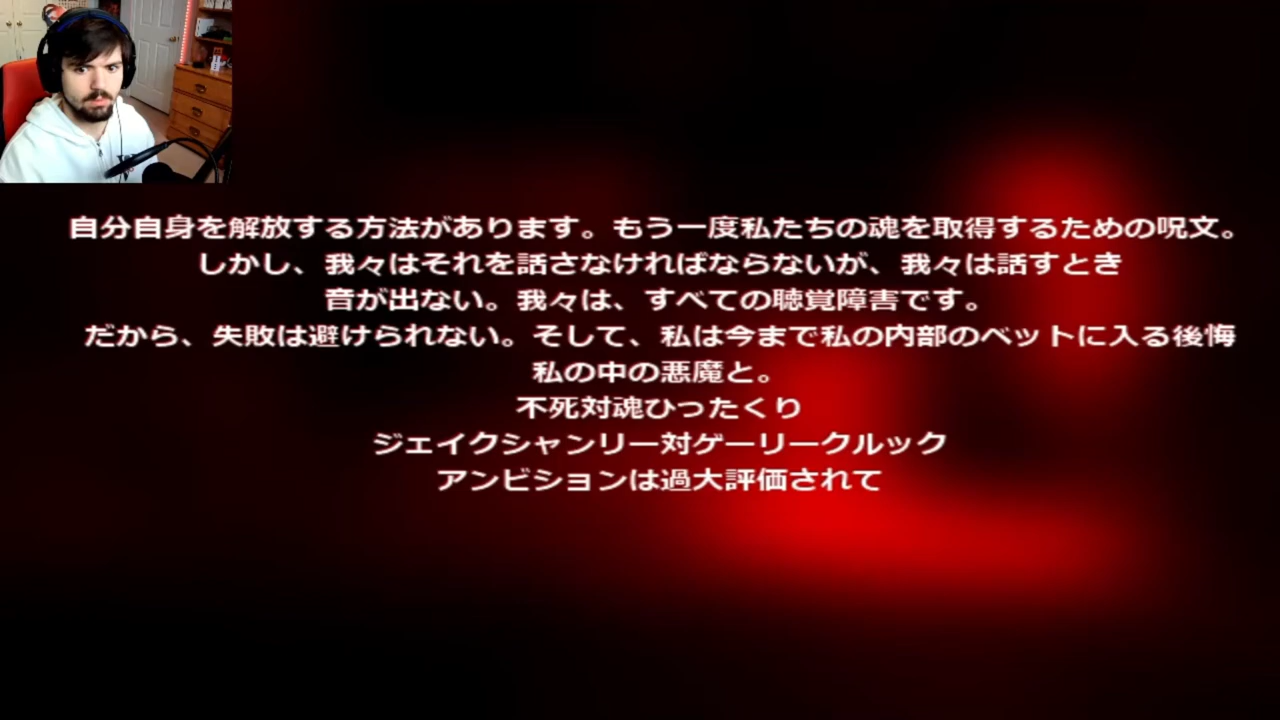 自分自身を解放する方法があります。もう一度私たちの魂を取得するための呪文。
しかし、我々はそれを話さなければならないが、我々は話すとき
音が出ない。我々は、すべての聴覚障害です。
だから、失敗は避けられない。そして、私は今まで私の内部のベットに入る後悔
私の中の悪魔と。
不死対魂ひったくり
ジェイクシャンリー対ゲーリークルック
アンビションは過大評価されて